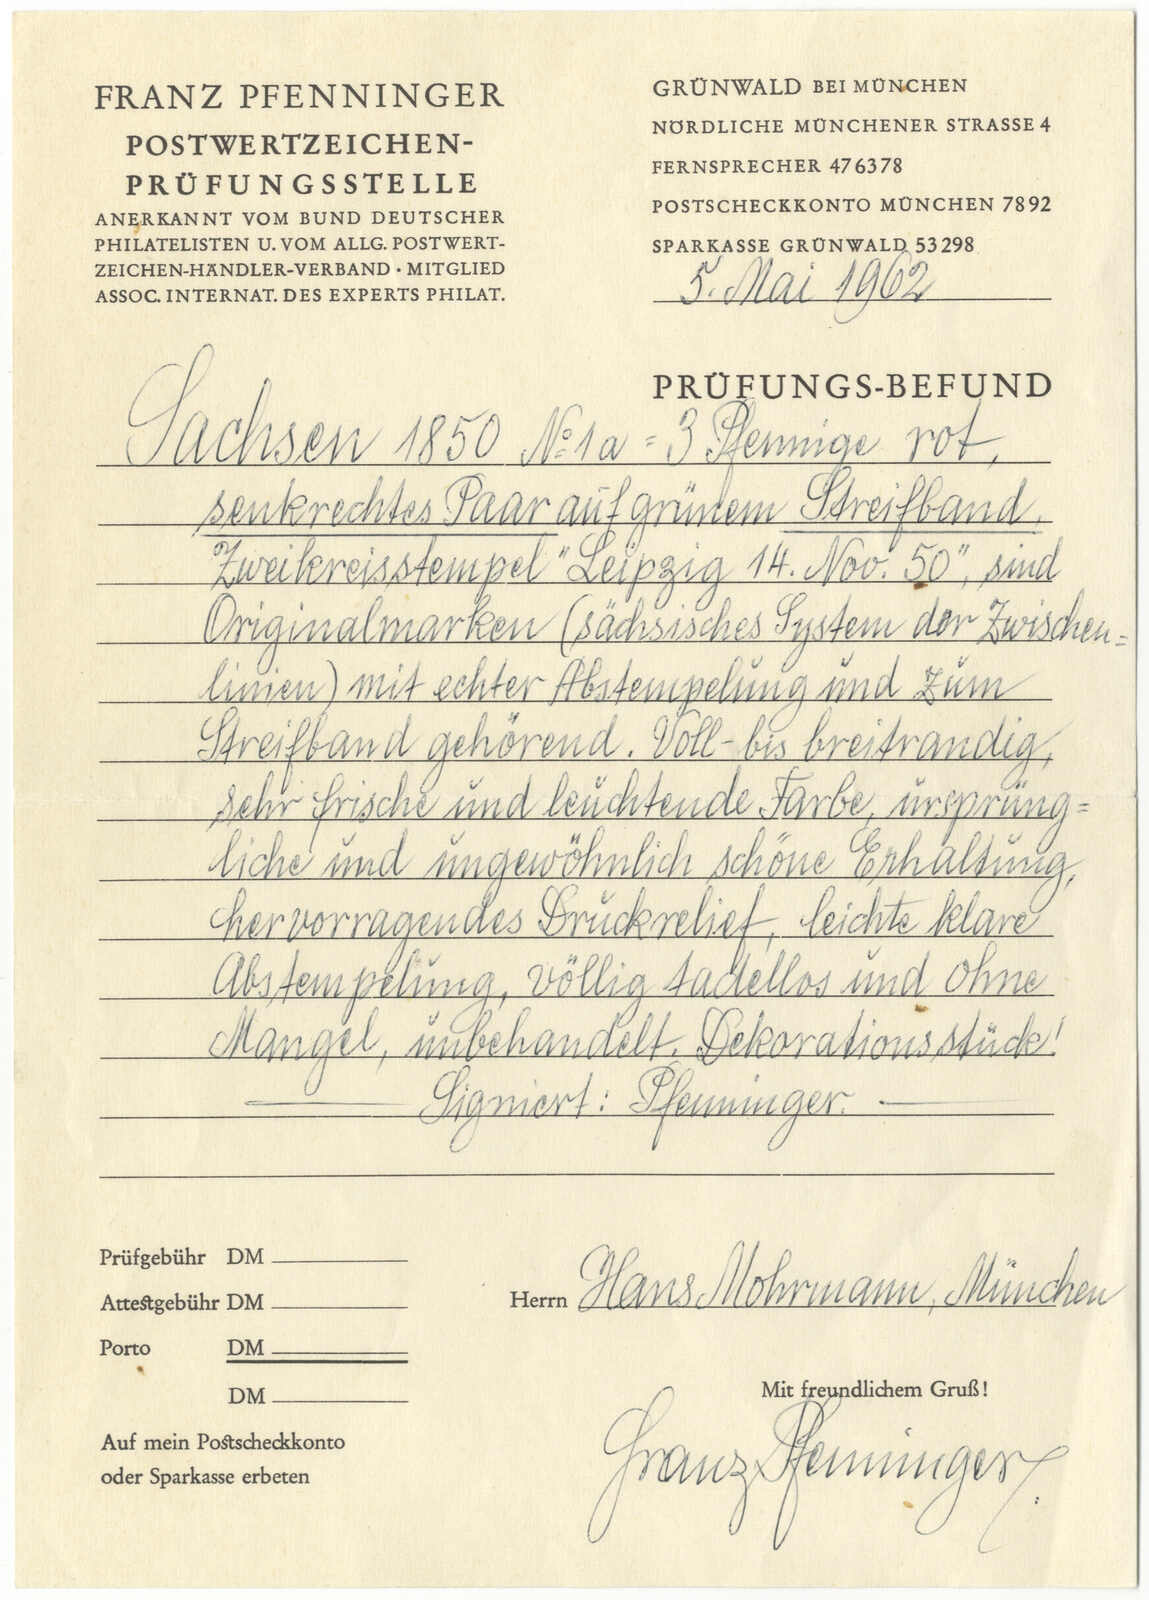 FRANZ PFENNINGER
POSTWERTZEICHEN-
PRÜFUNGSSTELLE
ANERKANNT VOM BUND DEUTSCHER
PHILATELISTEN U. VOM ALLG. POSTWERT-
ZEICHEN-HÄNDLER-VERBAND · MITGLIED
ASSOC. INTERNAT. DES EXPERTS PHILAT.
GRÜNWALD BEI MÜNCHEN
NÖRDLICHE MÜNCHENER STRASSE 4
FERNSPRECHER 476378
POSTSCHECKKONTO MÜNCHEN 7892
SPARKASSE GRÜNWALD 53298
5. Mai 1962
PRÜFUNGS-BEFUND
Sachsen 1850 No 1a = 3 Pfennige rot,
senkrechtes Paar auf grünem Streifband,
Zweikreisstempel "Leipzig 14. Nov. 50", sind
Originalmarken (sächsisches System der Zwischen=
linien) mit echter Abstempelung und zum
Streifband gehörend. Voll- bis breitrandig,
sehr frische und leuchtende Farbe, ursprüng=
liche und ungewöhnlich schöne Erhaltung,
hervorragendes Druckrelief, leichte klare
Abstempelung, völlig tadellos und ohne
Mangel, unbehandelt. Dekorationsstück!
Signiert: Pfenninger.
Prüfgebühr DM
Attestgebühr DM
Porto DM
DM
Auf mein Postscheckkonto
oder Sparkasse erbeten
Herrn Hans Mohrmann, München
Mit freundlichem Gruß!
Franz Pfenninger